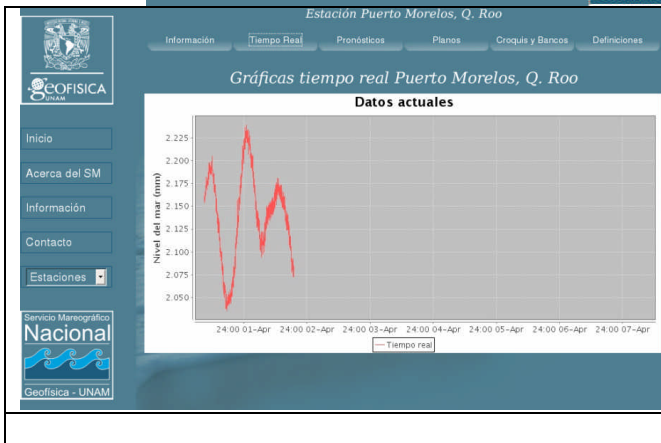 Estación Puerto Morelos, Q. Roo
Información Tiempo Real Pronósticos Planos Croquis y Bancos Definiciones
GEOFISICA
UNAM
Gráficas tiempo real Puerto Morelos, Q. Roo
Datos actuales
Inicio
Acerca del SM
Información
Contacto
Estaciones
Servicio Mareográfico
Nacional
Geofísica - UNAM
Nivel del mar (mm)
2.225
2.200
2.175
2.150
2.125
2.100
2.075
2.050
24:00 01-Apr 24:00 02-Apr 24:00 03-Apr 24:00 04-Apr 24:00 05-Apr 24:00 06-Apr 24:00 07-Apr
Tiempo real